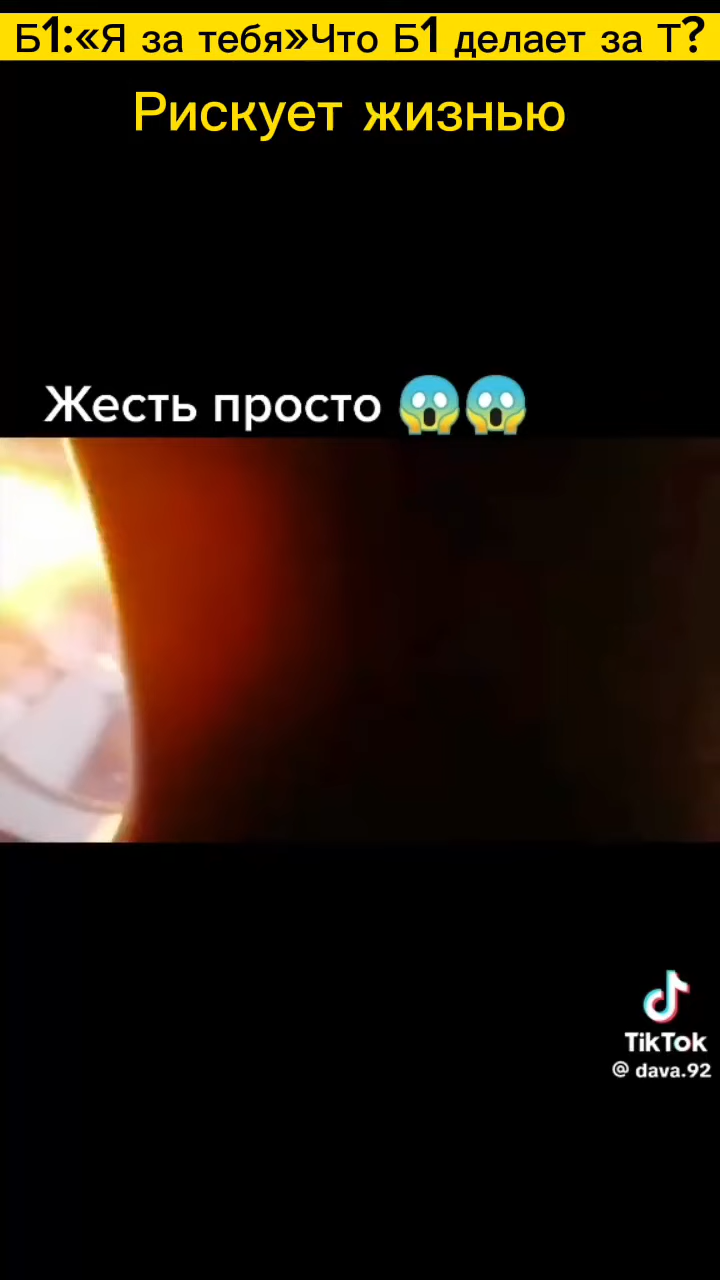 Б1:«Я за тебя»Что Б1 делает за Т?
Рискует жизнью
Жесть просто 😱😱
TikTok
@ dava.92